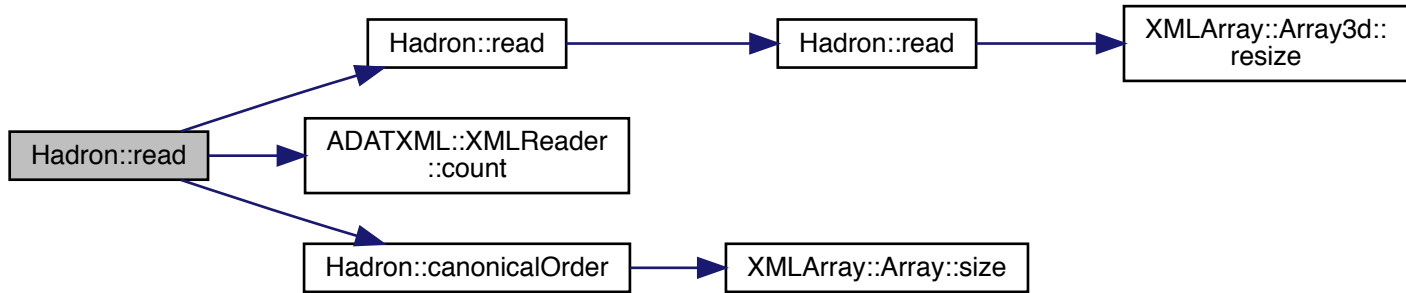 Hadron::read
Hadron::read
Hadron::read
XMLArray::Array3d::
resize
ADATXML::XMLReader
::count
Hadron::canonicalOrder
XMLArray::Array::size